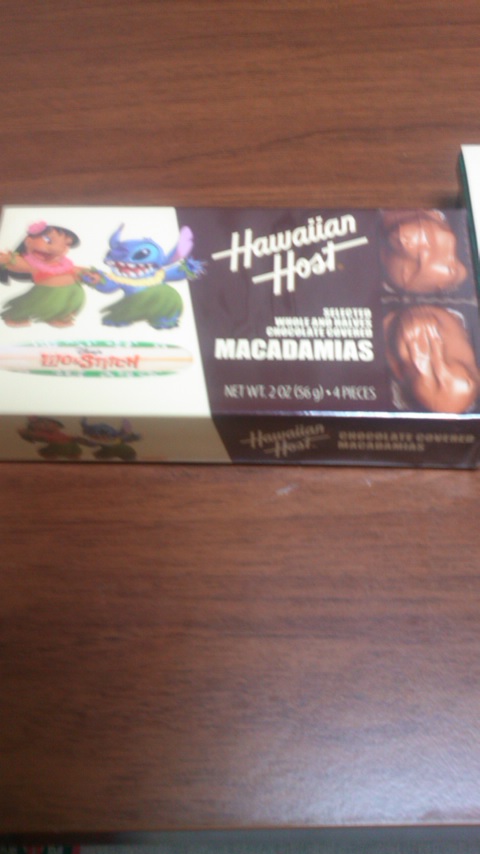 Hawaiian
Host
SELECTED
WHOLE AND HALVES
CHOCOLATE COVERED
MACADAMIAS
NET WT. 2 OZ (56 g) • 4 PIECES
Disney's
LILO & STITCH
Hawaiian
Host
CHOCOLATE COVERED
MACADAMIAS